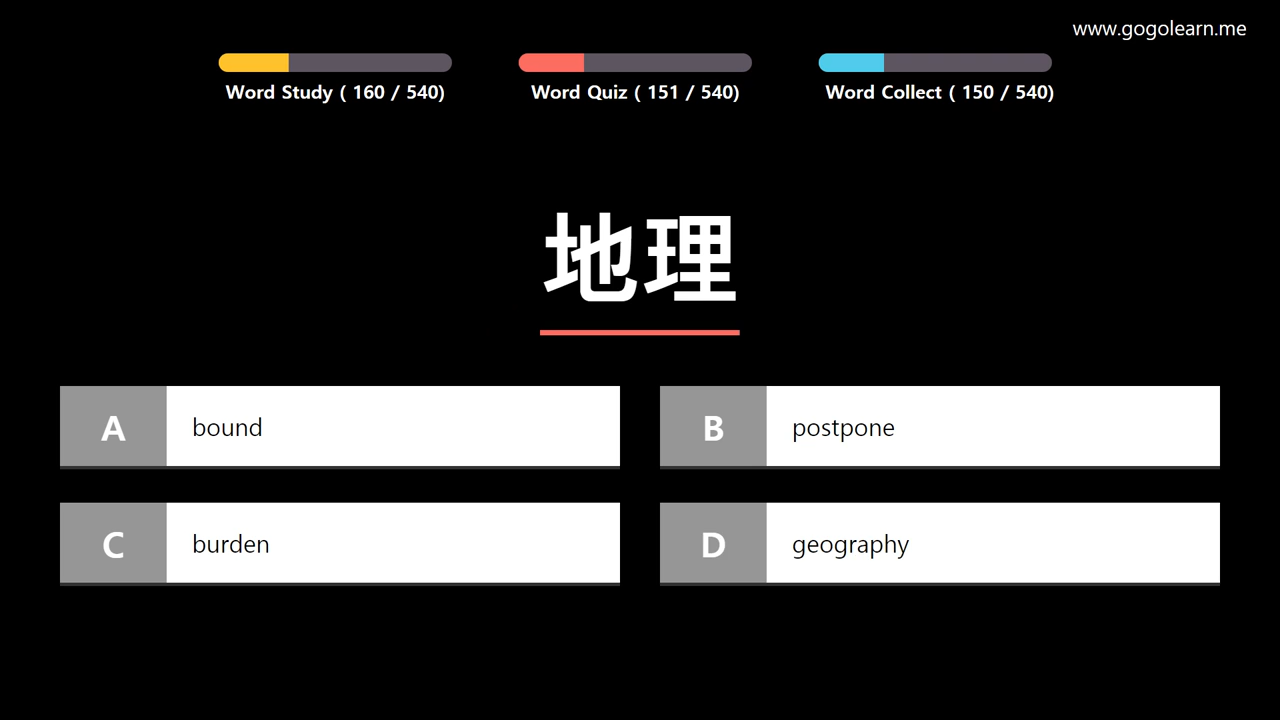 www.gogolearn.me
Word Study ( 160 / 540)
Word Quiz ( 151 / 540)
Word Collect ( 150 / 540)
地理
A bound
B postpone
C burden
D geography